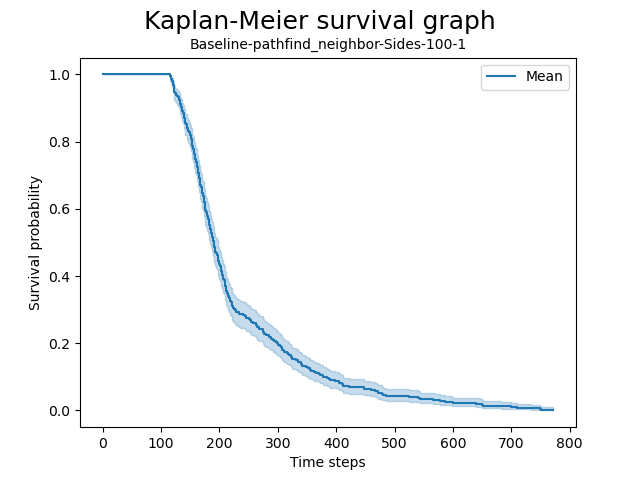 Kaplan-Meier survival graph
Baseline-pathfind_neighbor-Sides-100-1
Mean
1.0
0.8
0.6
0.4
0.2
0.0
Survival probability
0 100 200 300 400 500 600 700 800
Time steps